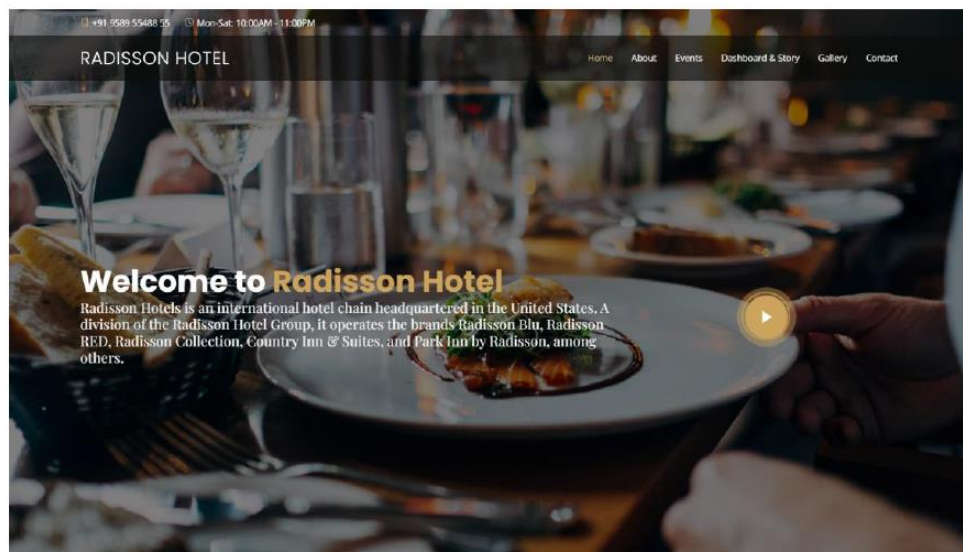 +91 9589 55488 55 Mon-Sat: 10:00AM - 11:00PM
RADISSON HOTEL
Home About Events Dashboard & Story Gallery Contact
Welcome to Radisson Hotel
Radisson Hotels is an international hotel chain headquartered in the United States. A
division of the Radisson Hotel Group, it operates the brands Radisson Blu, Radisson
RED, Radisson Collection, Country Inn & Suites, and Park Inn by Radisson, among
others.